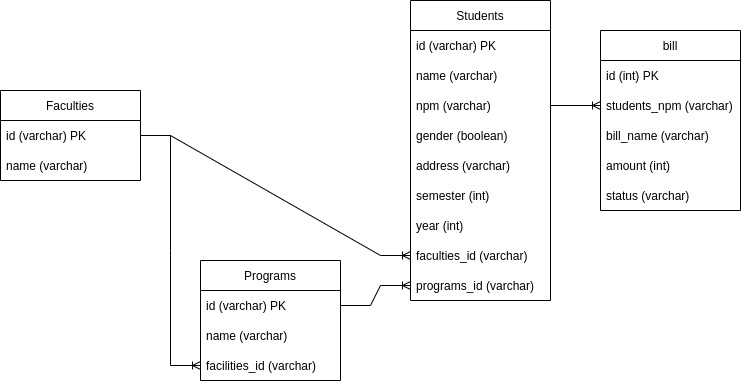 Students
id (varchar) PK
name (varchar)
npm (varchar)
gender (boolean)
address (varchar)
semester (int)
year (int)
faculties_id (varchar)
programs_id (varchar)
bill
id (int) PK
students_npm (varchar)
bill_name (varchar)
amount (int)
status (varchar)
Faculties
id (varchar) PK
name (varchar)
Programs
id (varchar) PK
name (varchar)
facilities_id (varchar)